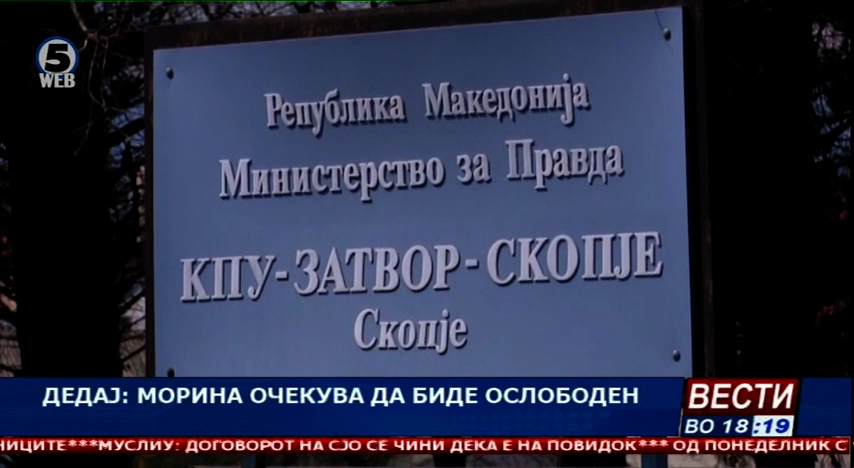 5
WEB
Република Македонија
Министерство за Правда
КПУ-ЗАТВОР-СКОПЈЕ
Скопје
ДЕДАЈ: МОРИНА ОЧЕКУВА ДА БИДЕ ОСЛОБОДЕН
ВЕСТИ
ВО 18:19
НИЦИТЕ***МУСЛИУ: ДОГОВОРОТ НА СЈО СЕ ЧИНИ ДЕКА Е НА ПОВИДОК*** ОД ПОНЕДЕЛНИК С